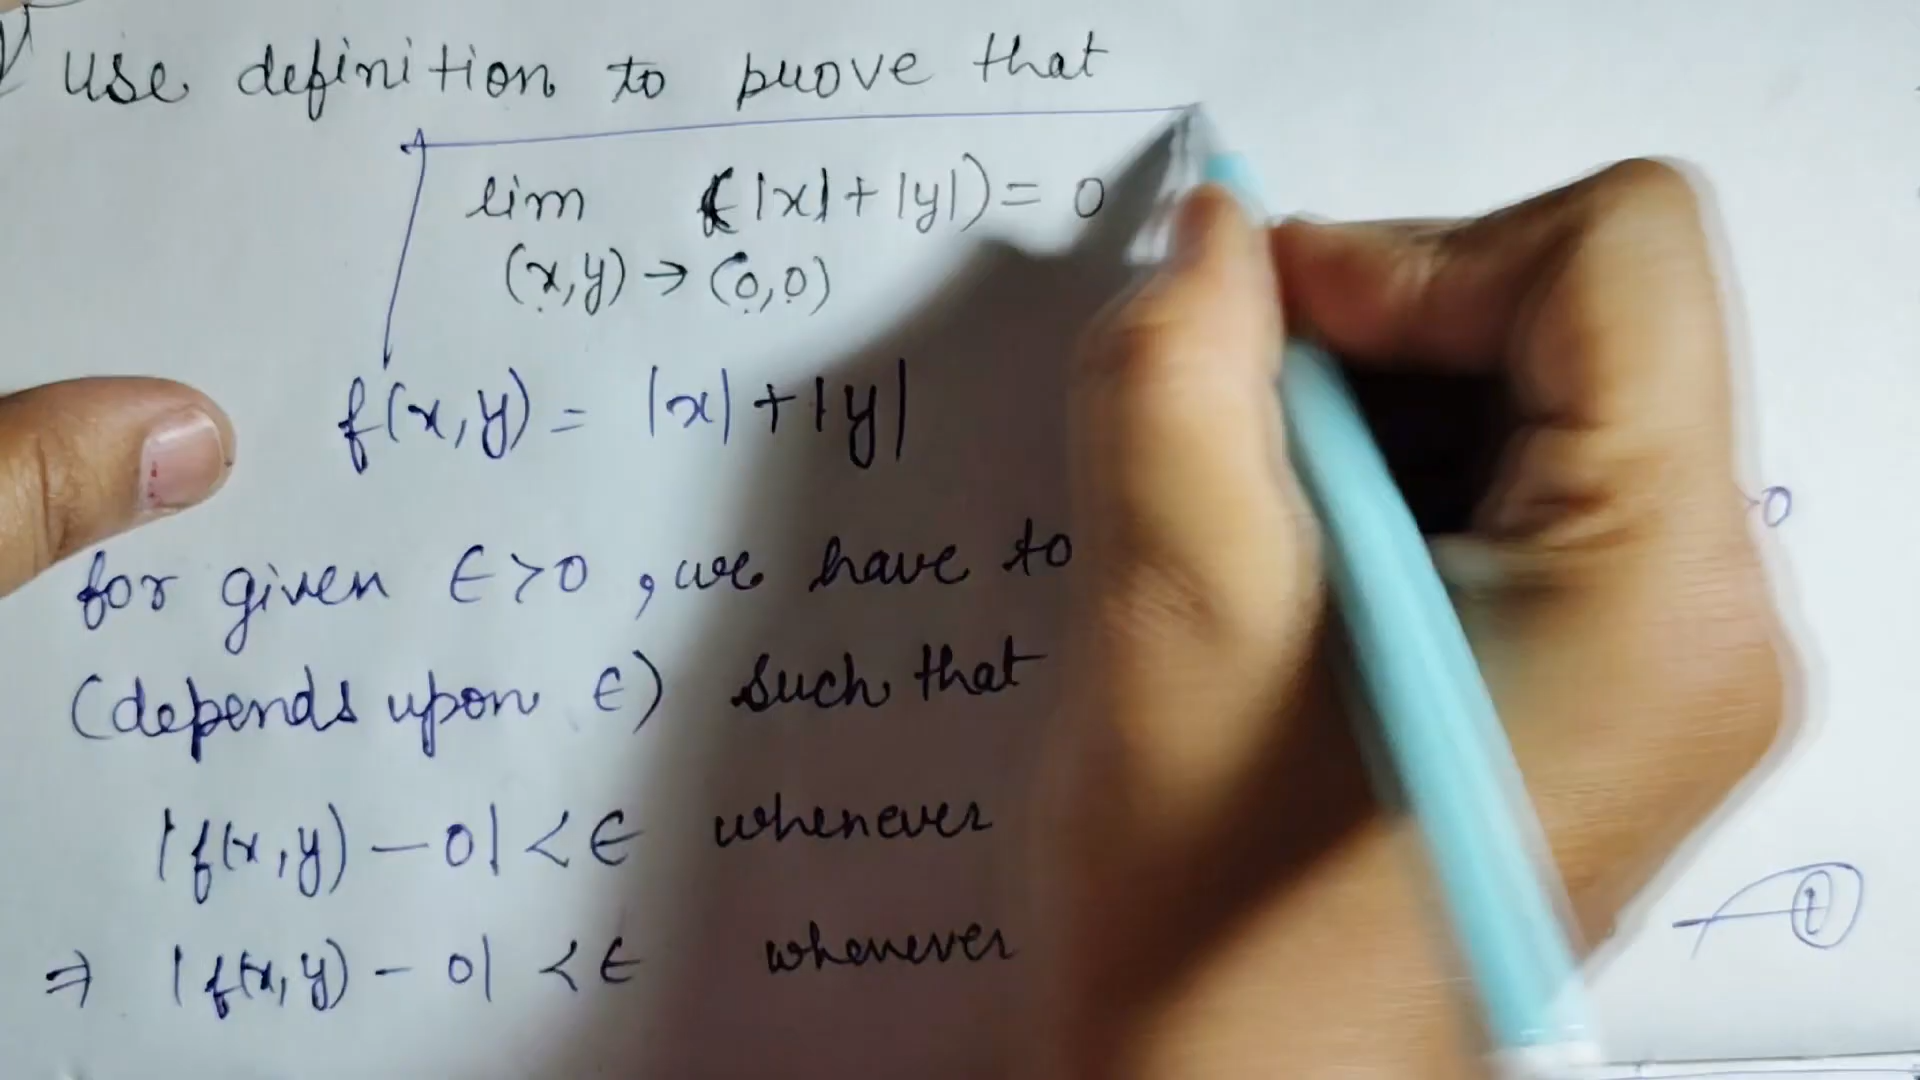 Use definition to prove that
lim (|x|+|y|)= 0
(x,y) → (0,0)
f(x,y) = |x|+|y|
for given ϵ>0 , we have to >0
(depends upon ϵ) such that
|f(x,y) – 0| < ϵ whenever
⇒ |f(x,y) – 0| < ϵ whenever